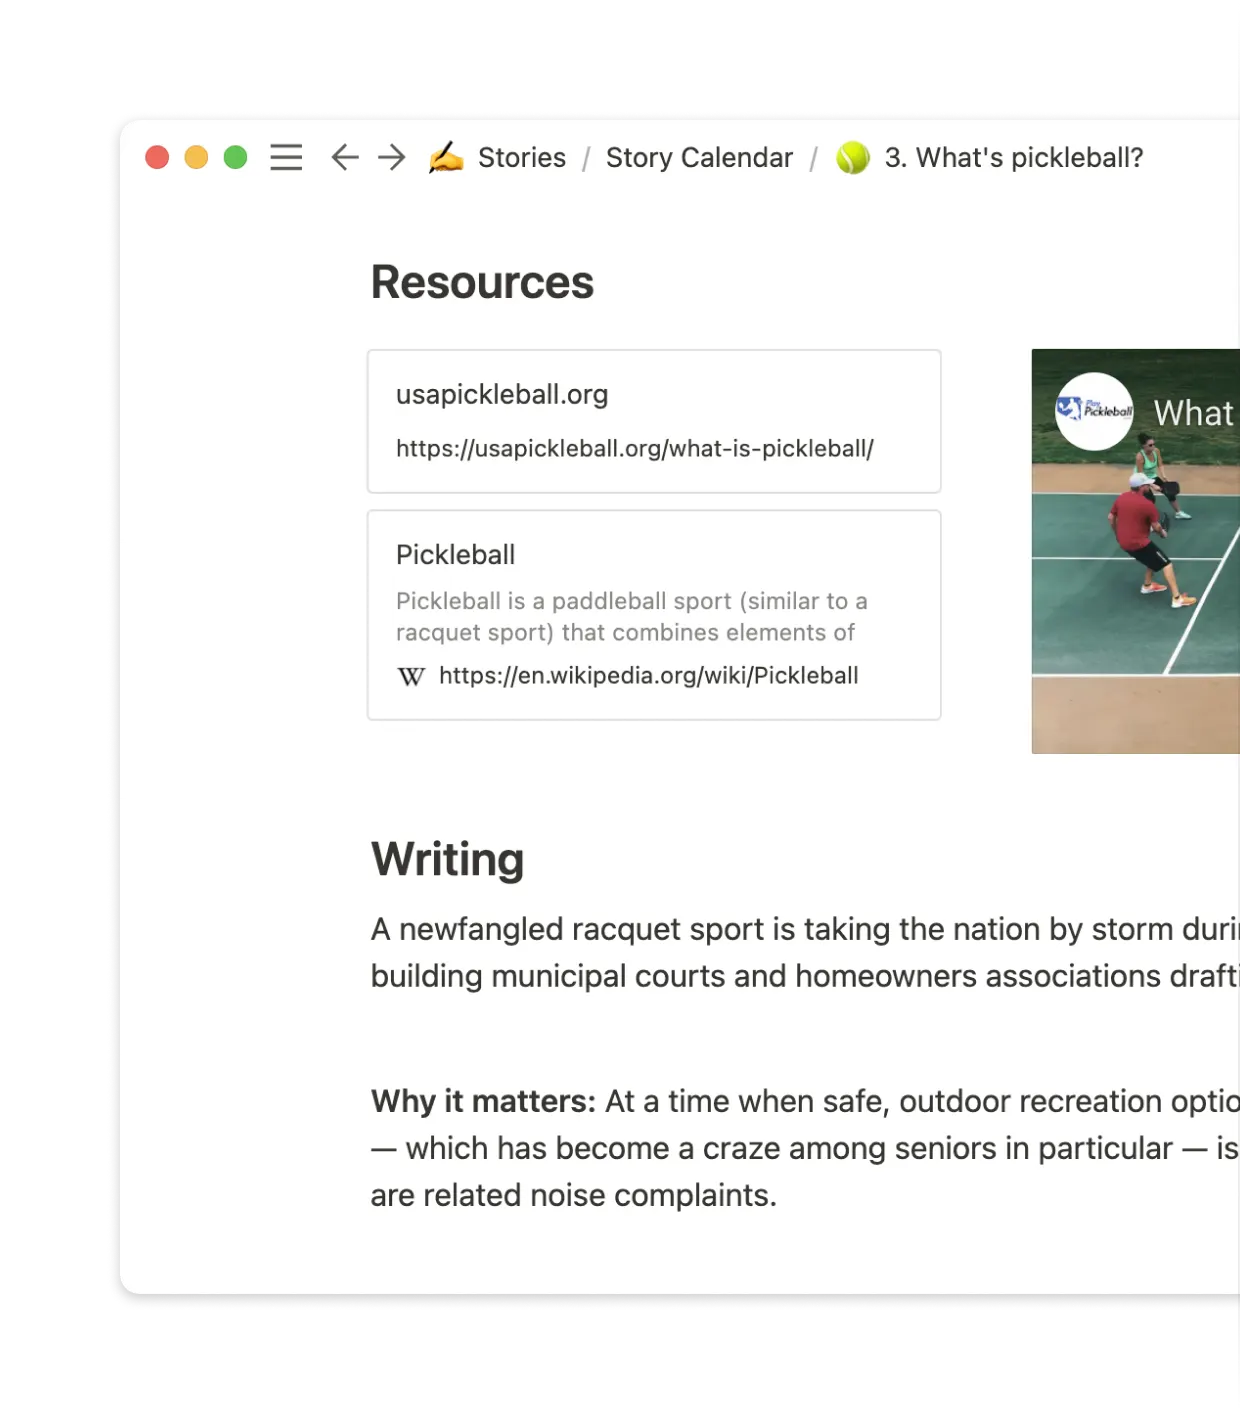 Stories / Story Calendar / 3. What's pickleball?
Resources
usapickleball.org
https://usapickleball.org/what-is-pickleball/
Pickleball
Pickleball is a paddleball sport (similar to a
racquet sport) that combines elements of
W https://en.wikipedia.org/wiki/Pickleball
Play
Pickleball
What
Writing
A newfangled racquet sport is taking the nation by storm
building municipal courts and homeowners associations
Why it matters: At a time when safe, outdoor recreation
— which has become a craze among seniors in particular — is
are related noise complaints.